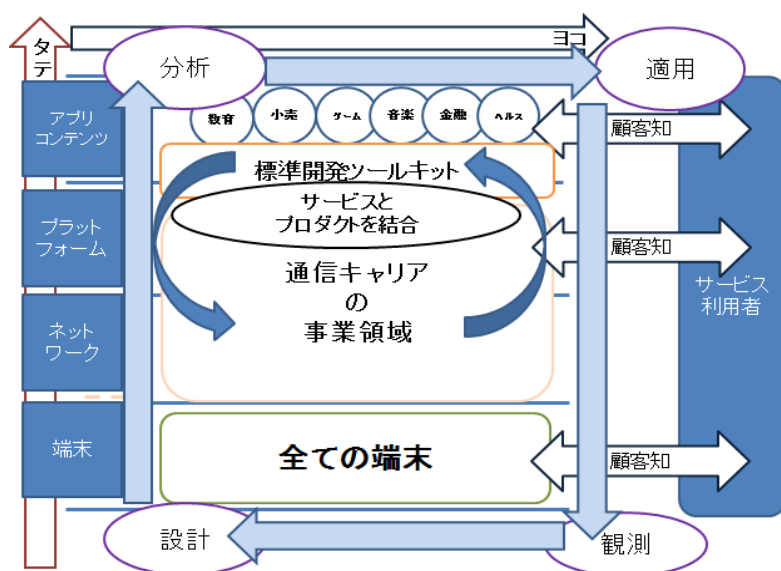 タ
テ
ヨコ
分析
適用
アプリ
コンテンツ
教育
小売
ゲーム
音楽
金融
ヘルス
顧客知
標準開発ツールキット
サービスと
プロダクトを結合
プラット
フォーム
顧客知
通信キャリア
の
事業領域
サービス
利用者
ネット
ワーク
端末
全ての端末
顧客知
設計
観測